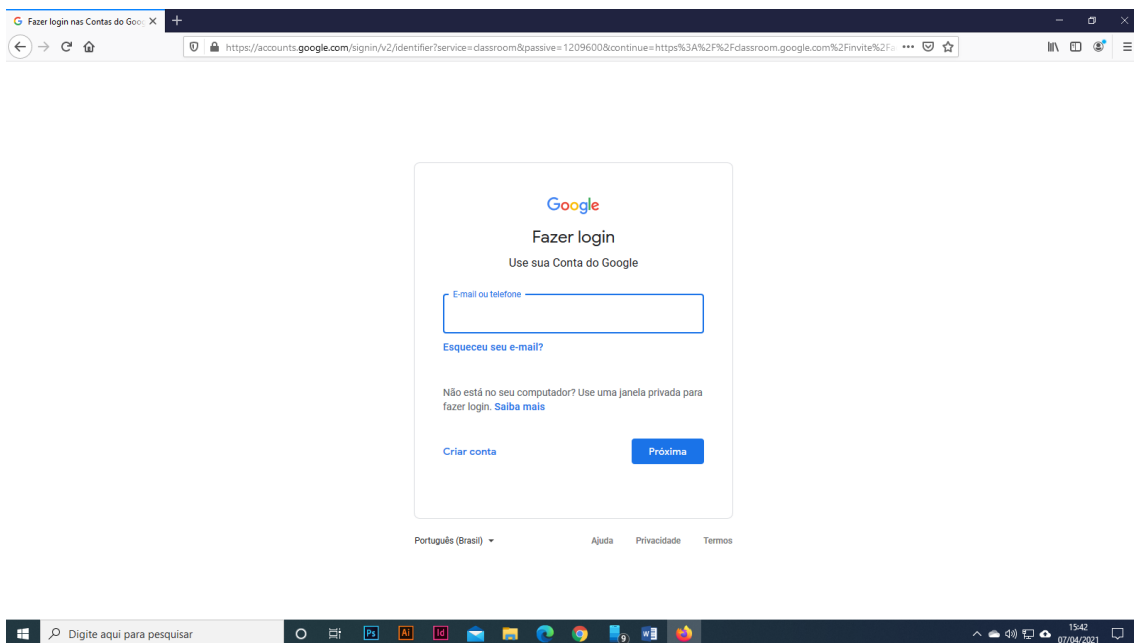 Fazer login nas Contas do Goog
https://accounts.google.com/signin/v2/identifier?service=classroom&passive=1209600&continue=https%3A%2F%2Fclassroom.google.com%2Finvite%2Fa
Google
Fazer login
Use sua Conta do Google
E-mail ou telefone
Esqueceu seu e-mail?
Não está no seu computador? Use uma janela privada para
fazer login. Saiba mais
Criar conta
Próxima
Português (Brasil)
Ajuda Privacidade Termos
Digite aqui para pesquisar
Ps
Ai
Id
9
W
15:42
07/04/2021